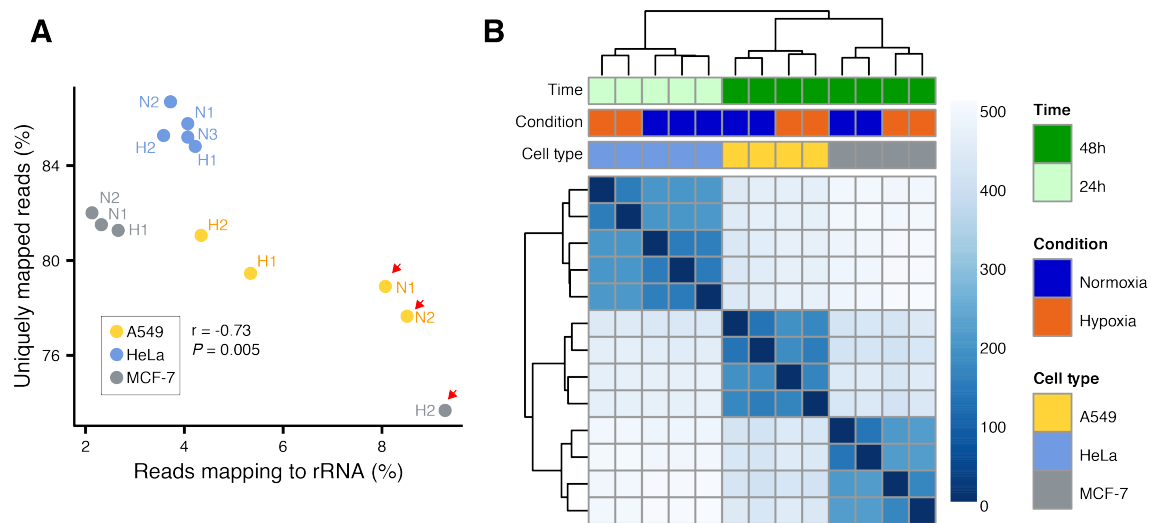 A
Uniquely mapped reads (%)
84
80
76
N2
N1
N3
H2
H1
N2
N1
H1
H2
H1
N1
N2
H2
A549
HeLa
MCF-7
r = -0.73
P = 0.005
2
4
6
8
Reads mapping to rRNA (%)
B
Time
Condition
Cell type
500
400
300
200
100
0
Time
48h
24h
Condition
Normoxia
Hypoxia
Cell type
A549
HeLa
MCF-7